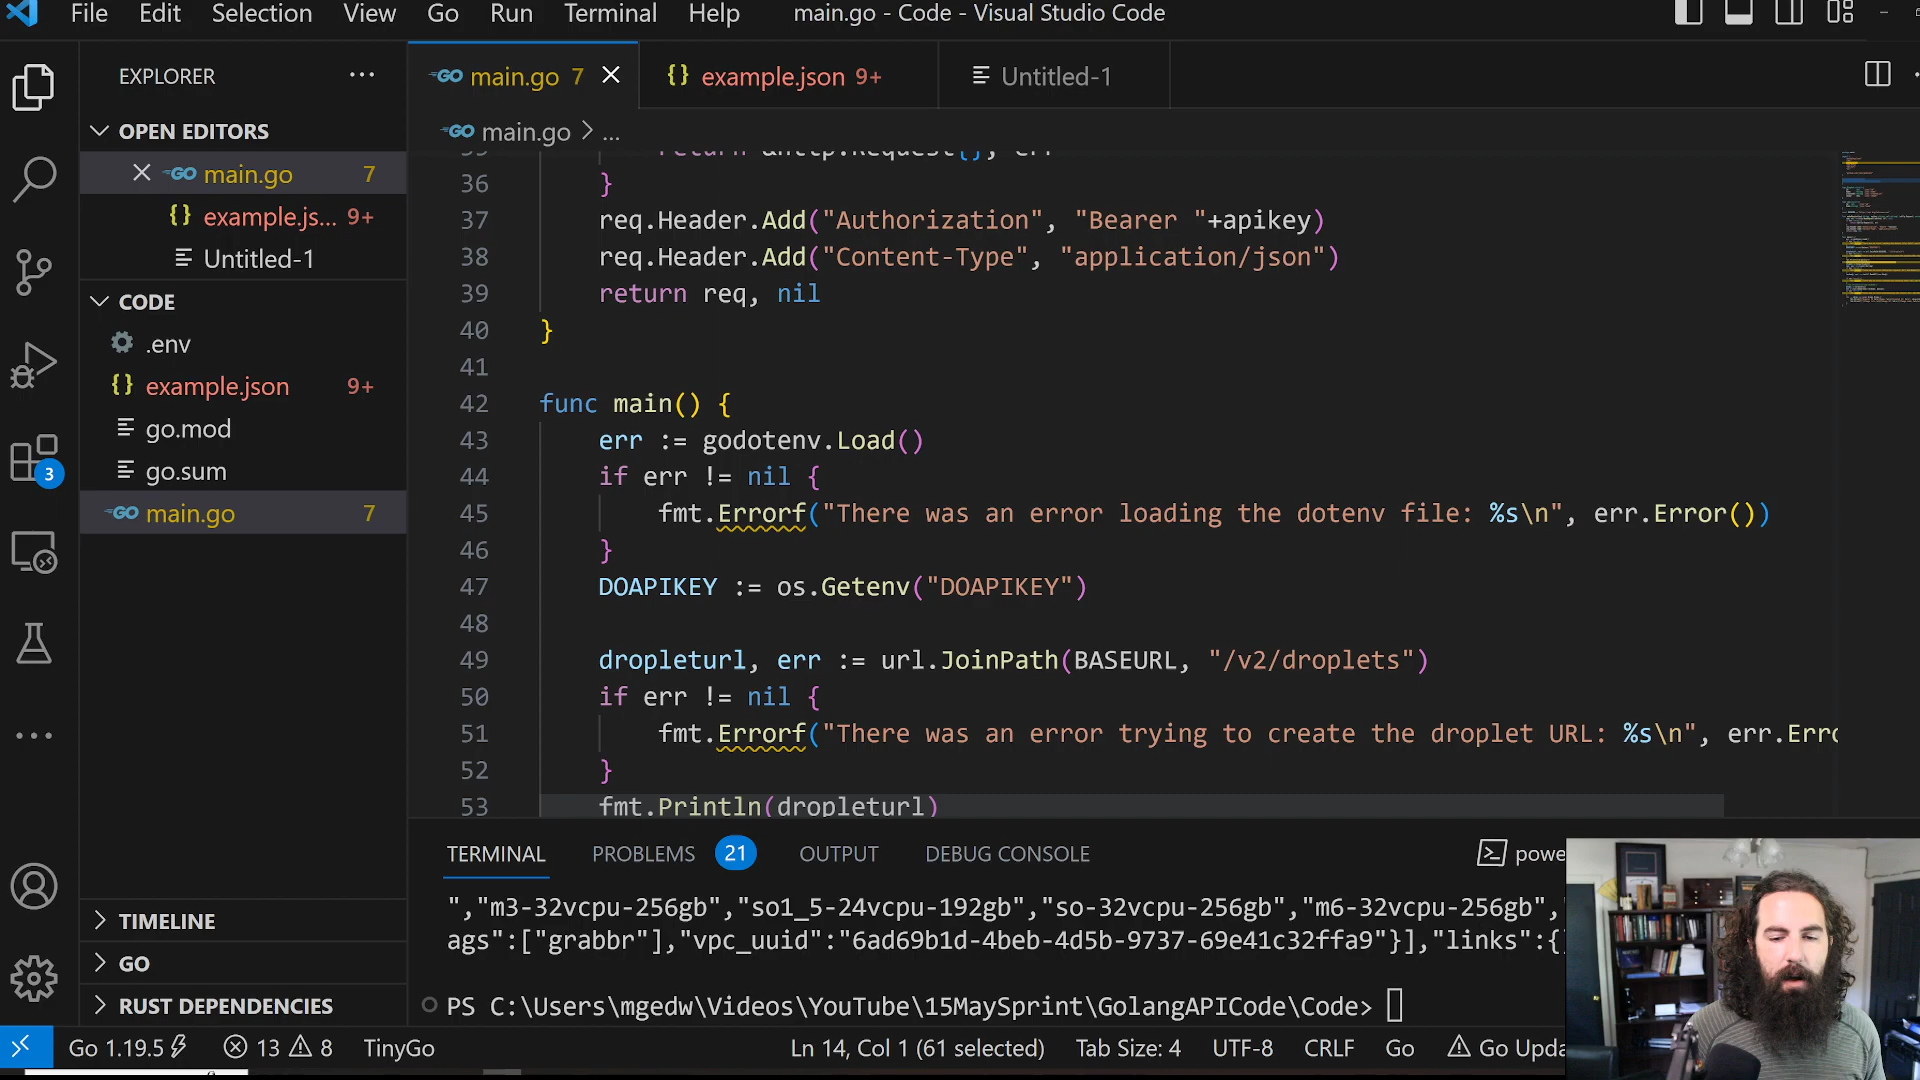 File Edit Selection View Go Run Terminal Help main.go - Code - Visual Studio Code
EXPLORER
GO main.go 7
{} example.json 9+
Untitled-1
OPEN EDITORS
GO main.go 7
{} example.js... 9+
Untitled-1
CODE
.env
{} example.json 9+
go.mod
go.sum
GO main.go 7
TIMELINE
GO
RUST DEPENDENCIES
3
GO main.go > ...
return &http.Request{}, err
36 }
37 req.Header.Add("Authorization", "Bearer "+apikey)
38 req.Header.Add("Content-Type", "application/json")
39 return req, nil
40 }
41
42 func main() {
43 err := godotenv.Load()
44 if err != nil {
45 fmt.Errorf("There was an error loading the dotenv file: %s\n", err.Error())
46 }
47 DOAPIKEY := os.Getenv("DOAPIKEY")
48
49 dropleturl, err := url.JoinPath(BASEURL, "/v2/droplets")
50 if err != nil {
51 fmt.Errorf("There was an error trying to create the droplet URL: %s\n", err.Erro
52 }
53 fmt.Println(dropleturl)
TERMINAL PROBLEMS 21 OUTPUT DEBUG CONSOLE powe
","m3-32vcpu-256gb","so1_5-24vcpu-192gb","so-32vcpu-256gb","m6-32vcpu-256gb",
ags":["grabbr"],"vpc_uuid":"6ad69b1d-4beb-4d5b-9737-69e41c32ffa9"}],"links":{
PS C:\Users\mgedw\Videos\YouTube\15MaySprint\GolangAPICode\Code>
Go 1.19.5 13 8 TinyGo Ln 14, Col 1 (61 selected) Tab Size: 4 UTF-8 CRLF Go Go Upda